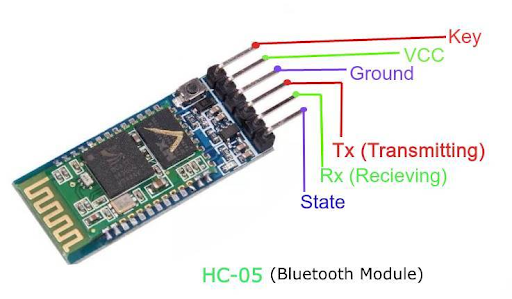 Key
VCC
Ground
Tx (Transmitting)
Rx (Recieving)
State
HC-05 (Bluetooth Module)